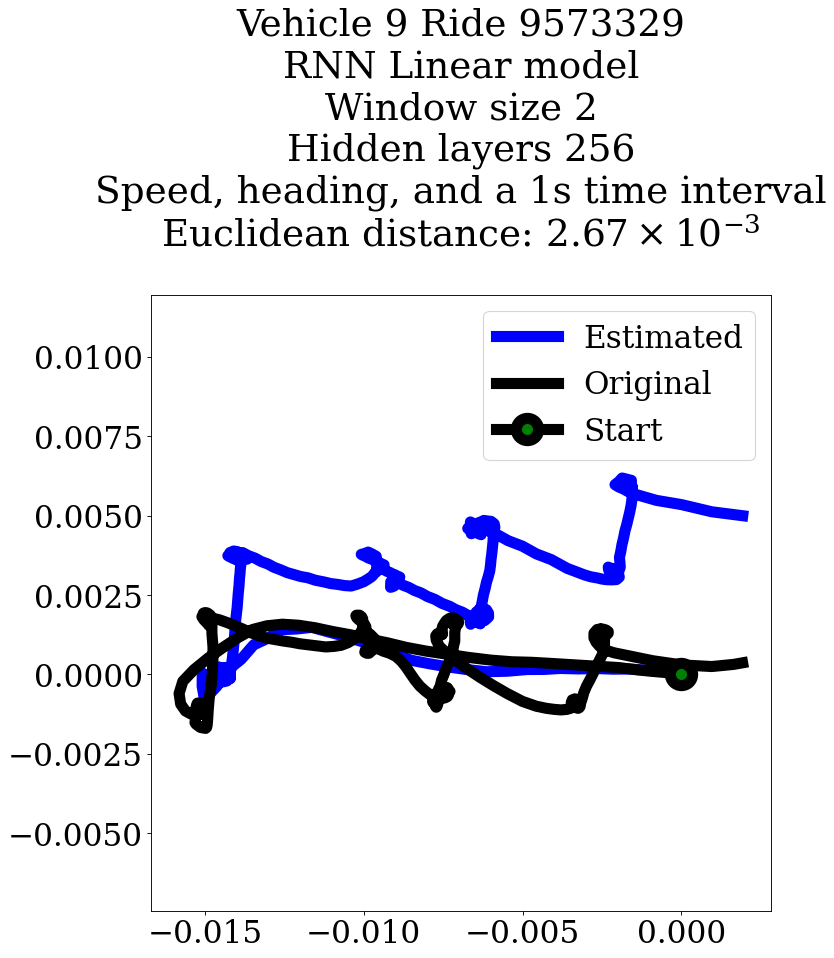 Vehicle 9 Ride 9573329
RNN Linear model
Window size 2
Hidden layers 256
Speed, heading, and a 1s time interval
Euclidean distance: 2.67 × 10⁻³
Estimated
Original
Start
0.0100
0.0075
0.0050
0.0025
0.0000
−0.0025
−0.0050
−0.015 −0.010 −0.005 0.000